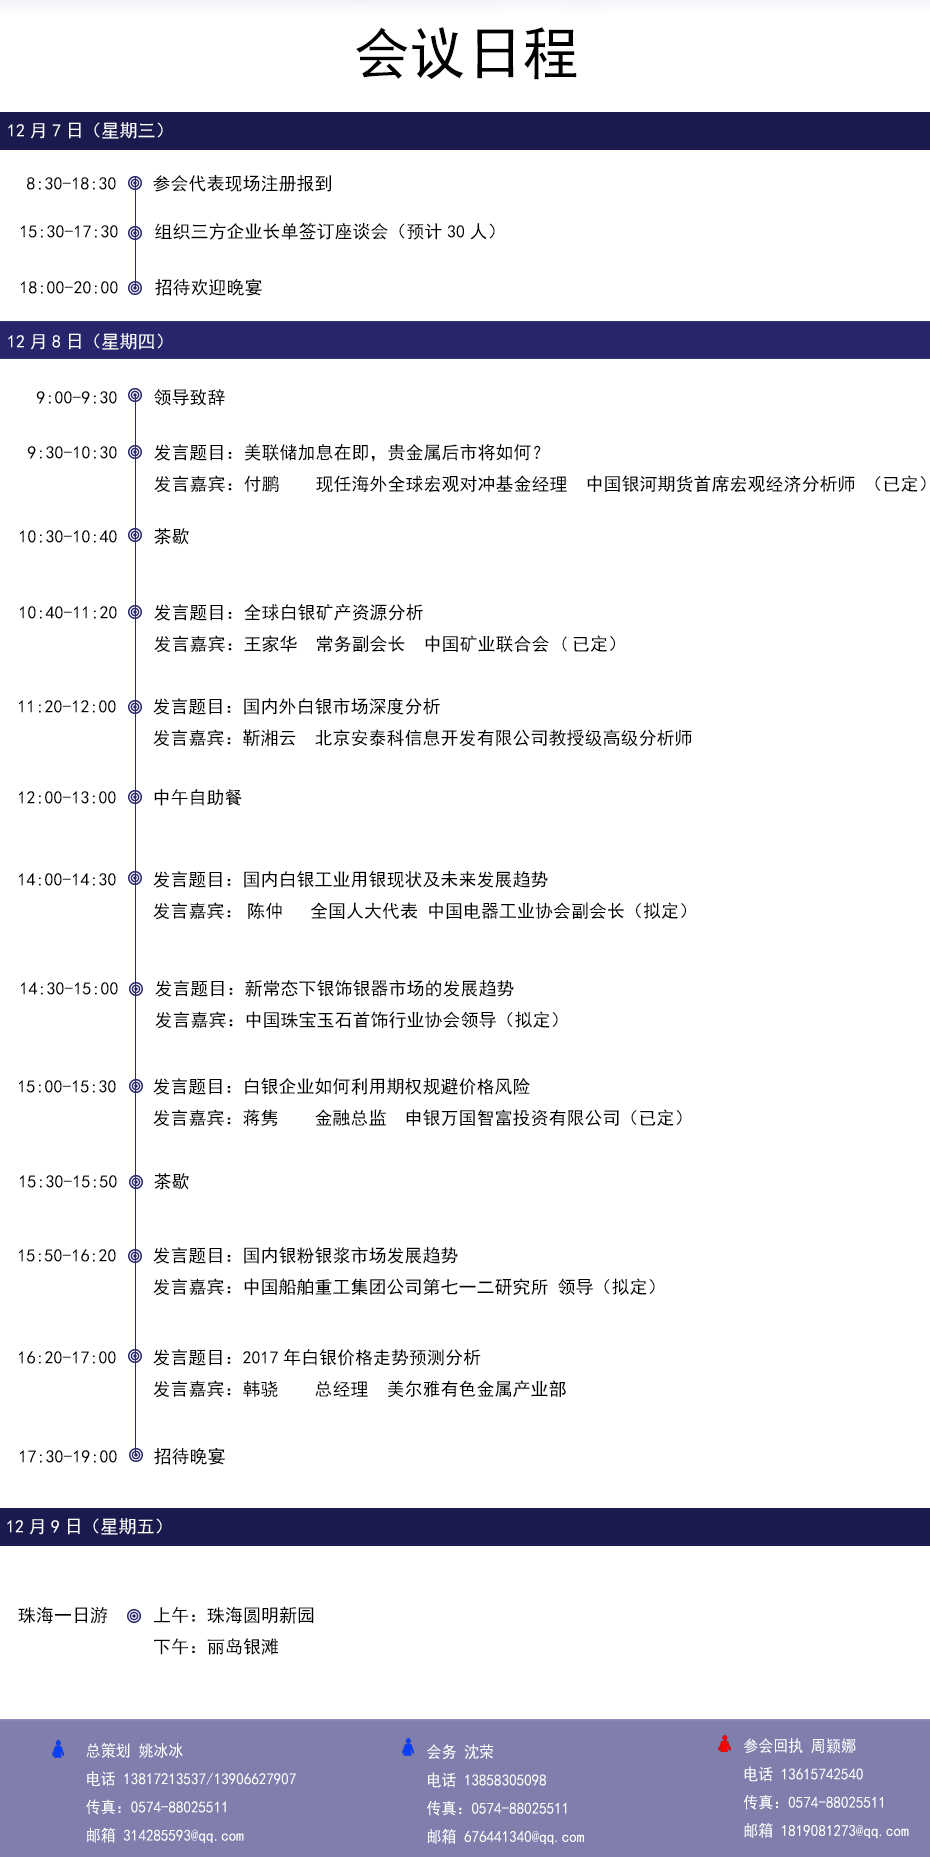 会议日程
12月7日（星期三）
8:30-18:30 参会代表现场注册报到
15:30-17:30 组织三方企业长单签订座谈会（预计30人）
18:00-20:00 招待欢迎晚宴
12月8日（星期四）
9:00-9:30 领导致辞
9:30-10:30 发言题目：美联储加息在即，贵金属后市将如何？
发言嘉宾：付鹏 现任海外全球宏观对冲基金经理 中国银河期货首席宏观经济分析师 （已定）
10:30-10:40 茶歇
10:40-11:20 发言题目：全球白银矿产资源分析
发言嘉宾：王家华 常务副会长 中国矿业联合会（已定）
11:20-12:00 发言题目：国内外白银市场深度分析
发言嘉宾：靳湘云 北京安泰科信息开发有限公司教授级高级分析师
12:00-13:00 中午自助餐
14:00-14:30 发言题目：国内白银工业用银现状及未来发展趋势
发言嘉宾：陈仲 全国人大代表 中国电器工业协会副会长（拟定）
14:30-15:00 发言题目：新常态下银饰银器市场的发展趋势
发言嘉宾：中国珠宝玉石首饰行业协会领导（拟定）
15:00-15:30 发言题目：白银企业如何利用期权规避价格风险
发言嘉宾：蒋隽 金融总监 申银万国智富投资有限公司（已定）
15:30-15:50 茶歇
15:50-16:20 发言题目：国内银粉银浆市场发展趋势
发言嘉宾：中国船舶重工集团公司第七一二研究所 领导（拟定）
16:20-17:00 发言题目：2017年白银价格走势预测分析
发言嘉宾：韩骁 总经理 美尔雅有色金属产业部
17:30-19:00 招待晚宴
12月9日（星期五）
珠海一日游 上午：珠海圆明新园
下午：丽岛银滩
总策划 姚冰冰
电话 13817213537/13906627907
传真：0574-88025511
邮箱 314285593@qq.com
会务 沈荣
电话 13858305098
传真：0574-88025511
邮箱 676441340@qq.com
参会回执 周颖娜
电话 13615742540
传真：0574-88025511
邮箱 1819081273@qq.com